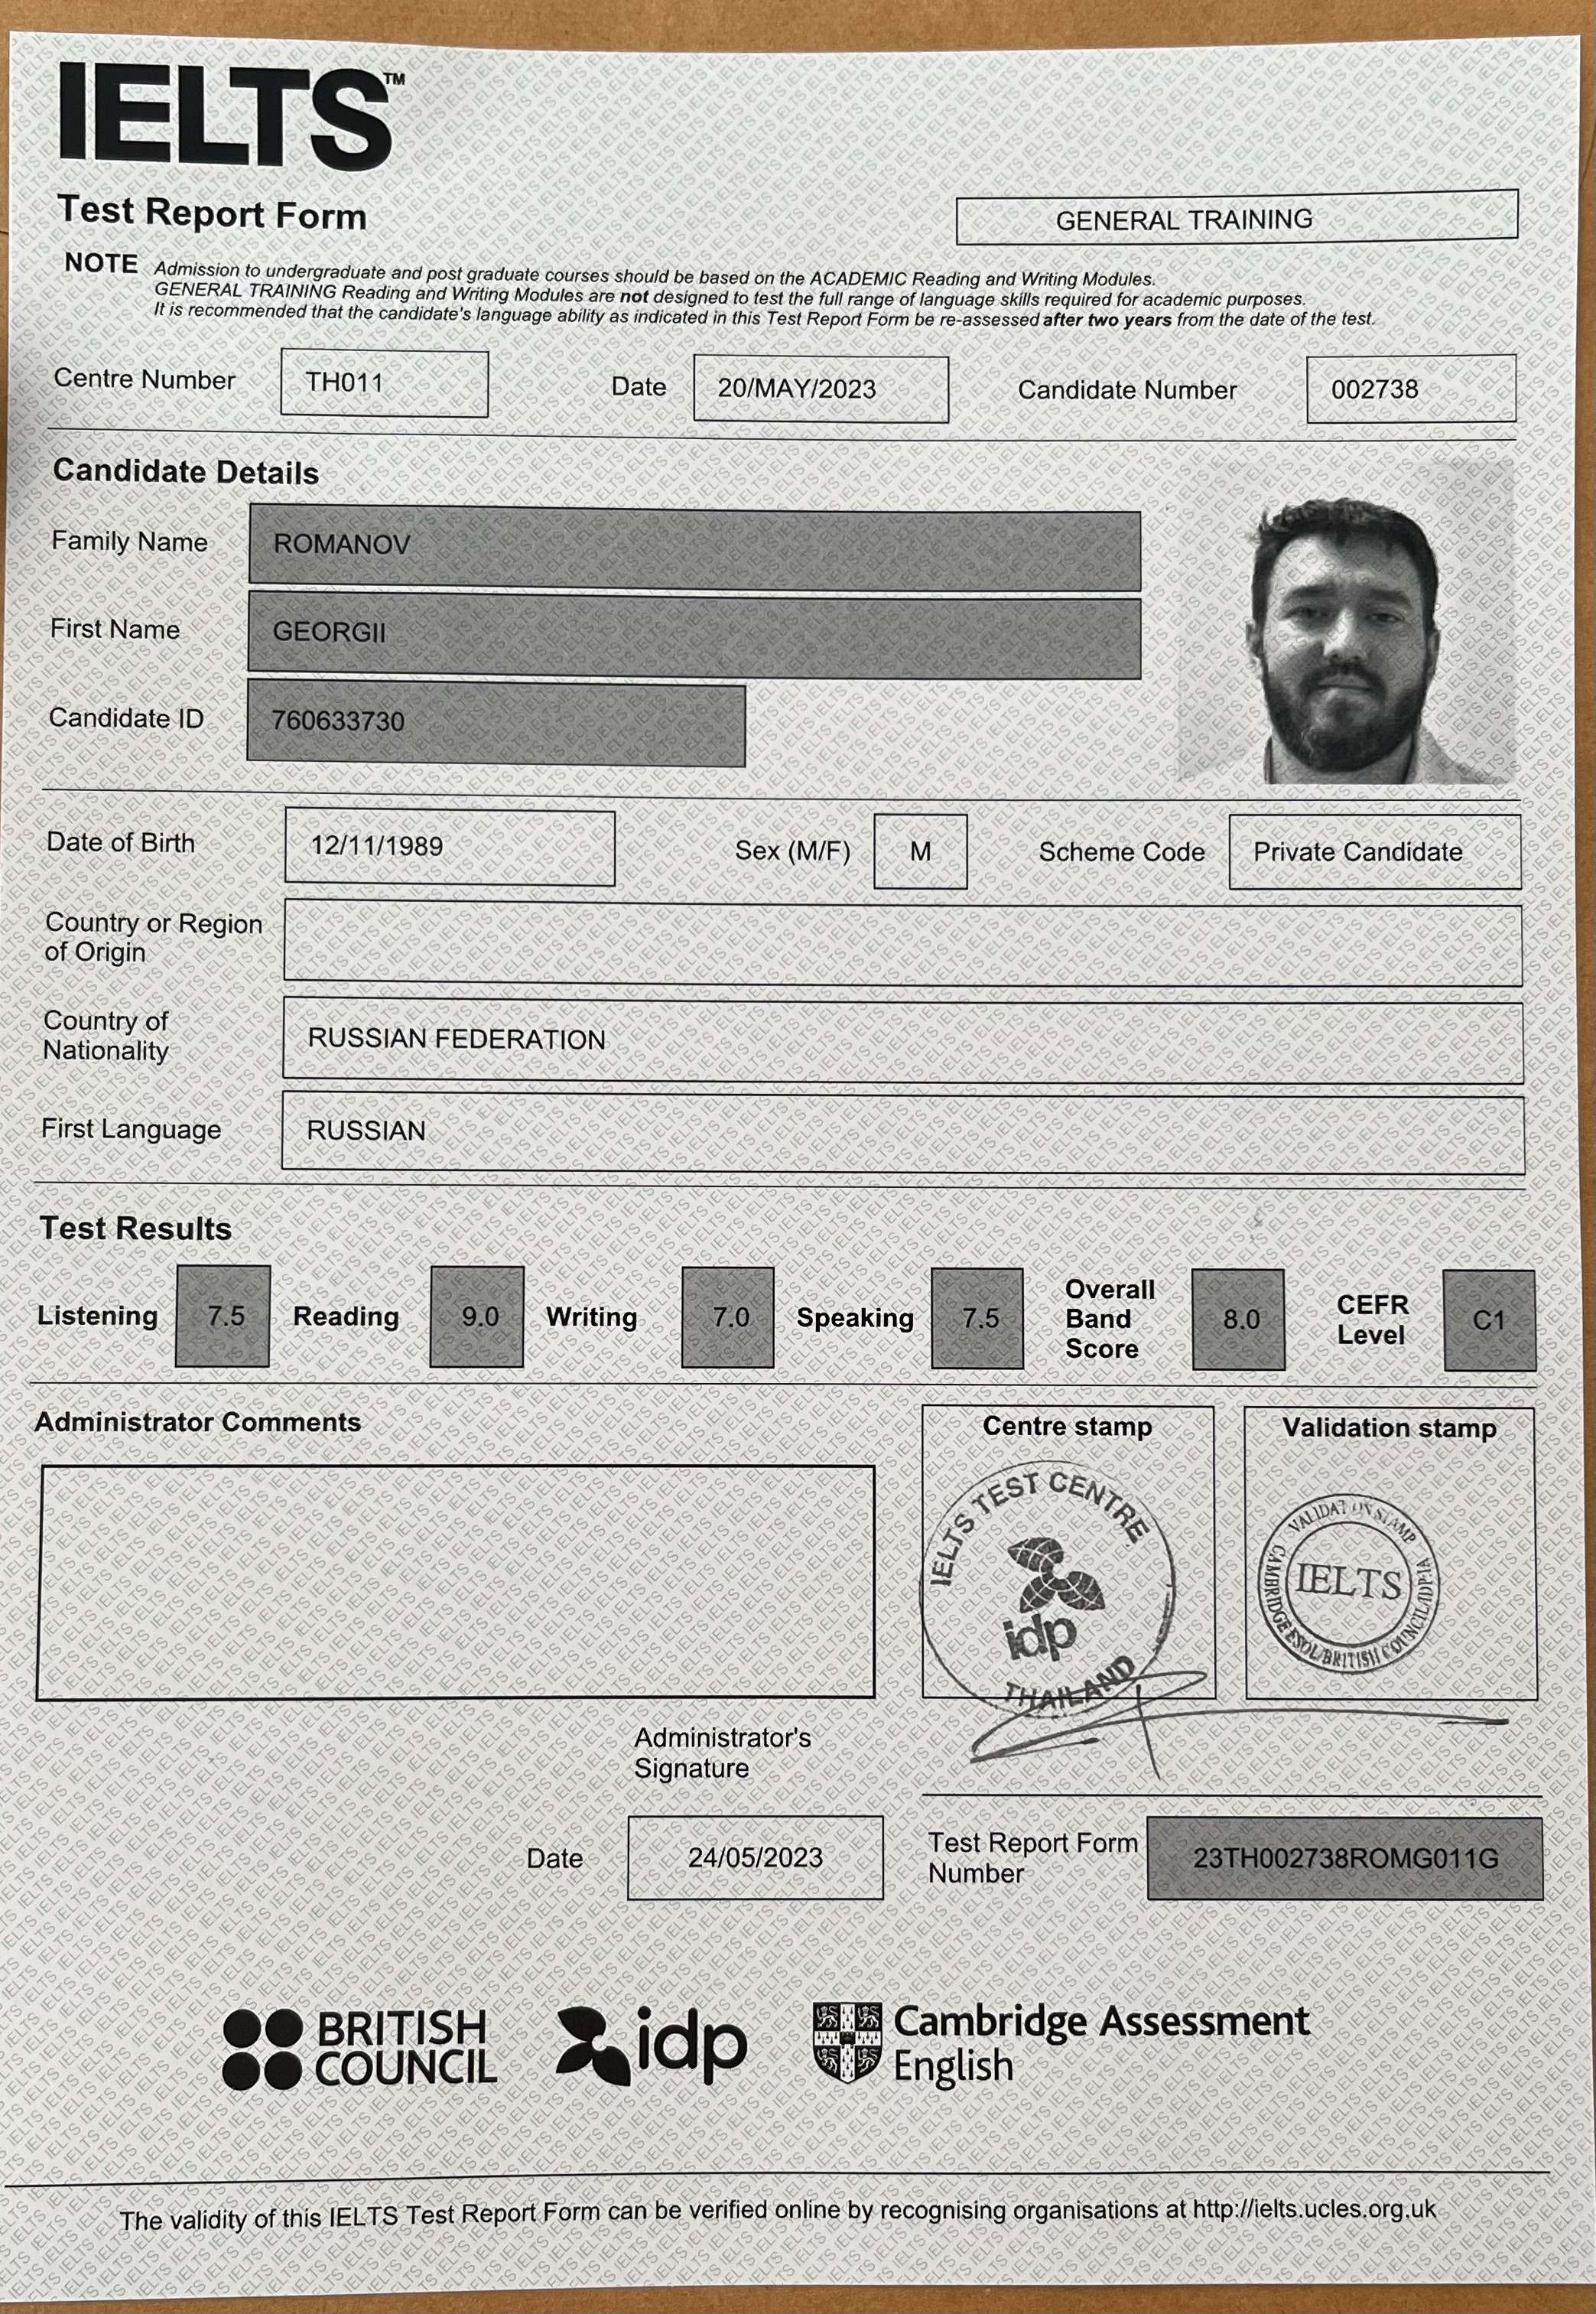 IELTS™
Test Report Form
GENERAL TRAINING
NOTE Admission to undergraduate and post graduate courses should be based on the ACADEMIC Reading and Writing Modules.
GENERAL TRAINING Reading and Writing Modules are not designed to test the full range of language skills required for academic purposes.
It is recommended that the candidate's language ability as indicated in this Test Report Form be re-assessed after two years from the date of the test.
Centre Number TH011 Date 20/MAY/2023 Candidate Number 002738
Candidate Details
Family Name ROMANOV
First Name GEORGII
Candidate ID 760633730
Date of Birth 12/11/1989 Sex (M/F) M Scheme Code Private Candidate
Country or Region
of Origin
Country of
Nationality
RUSSIAN FEDERATION
First Language RUSSIAN
Test Results
Listening 7.5 Reading 9.0 Writing 7.0 Speaking 7.5
Overall
Band
Score
8.0
CEFR
Level
C1
Administrator Comments
Centre stamp
IELTS TEST CENTRE
idp
THAILAND
Validation stamp
VALIDATION STAMP
IELTS
CAMBRIDGE ESOL/BRITISH COUNCIL/IDP:IA
Administrator's
Signature
Date 24/05/2023
Test Report Form
Number
23TH002738ROMG011G
BRITISH
COUNCIL
idp
Cambridge Assessment
English
The validity of this IELTS Test Report Form can be verified online by recognising organisations at http://ielts.ucles.org.uk